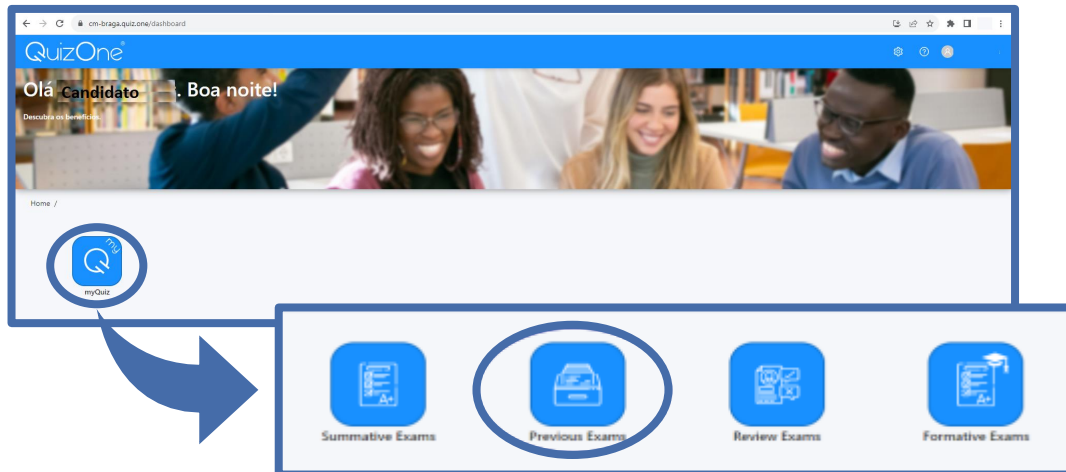 cm-braga.quiz.one/dashboard
QuizOne®
Olá Candidato . Boa noite!
Descubra os benefícios.
Home /
my
Q
myQuiz
A+
A+
Summative Exams
Previous Exams
Review Exams
Formative Exams